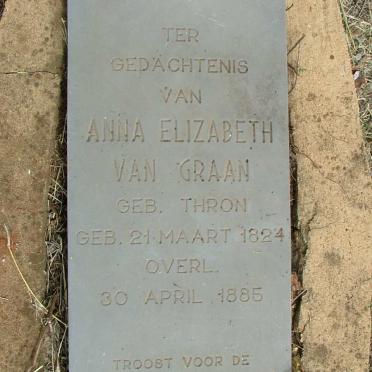 TER
GEDACHTENIS
VAN
ANNA ELIZABETH
VAN GRAAN
GEB. THRON
GEB. 21 MAART 1824
OVERL.
30 APRIL 1885
TROOST VOOR DE